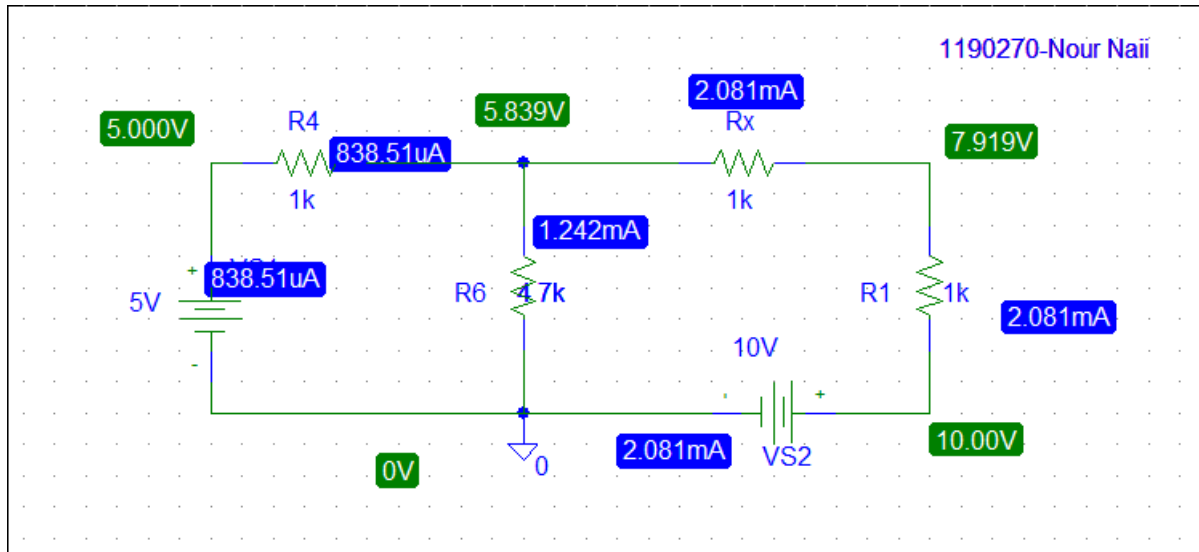 1190270-Nour Naii
2.081mA
5.000V
R4
5.839V
Rx
7.919V
838.51uA
1k
1k
1.242mA
+
838.51uA
5V
R6
4.7k
R1
1k
2.081mA
10V
-
-
+
2.081mA
VS2
10.00V
0V
0